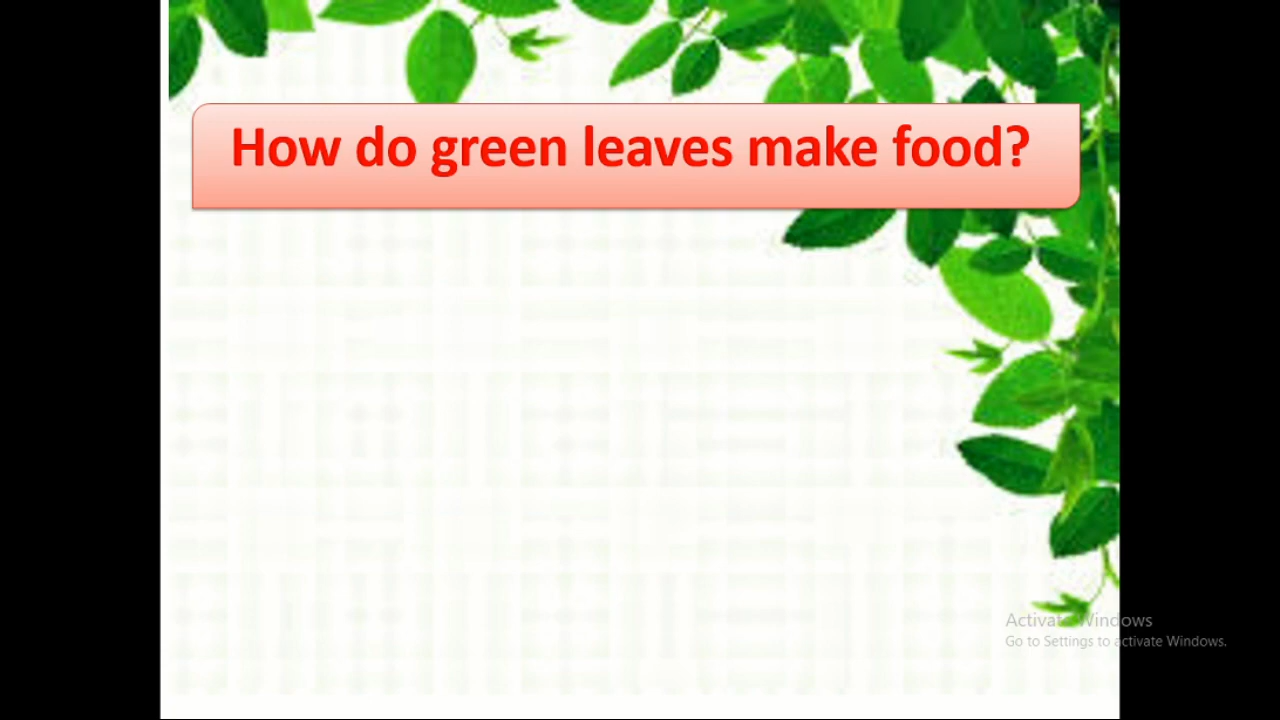 How do green leaves make food?
Activate Windows
Go to Settings to activate Windows.